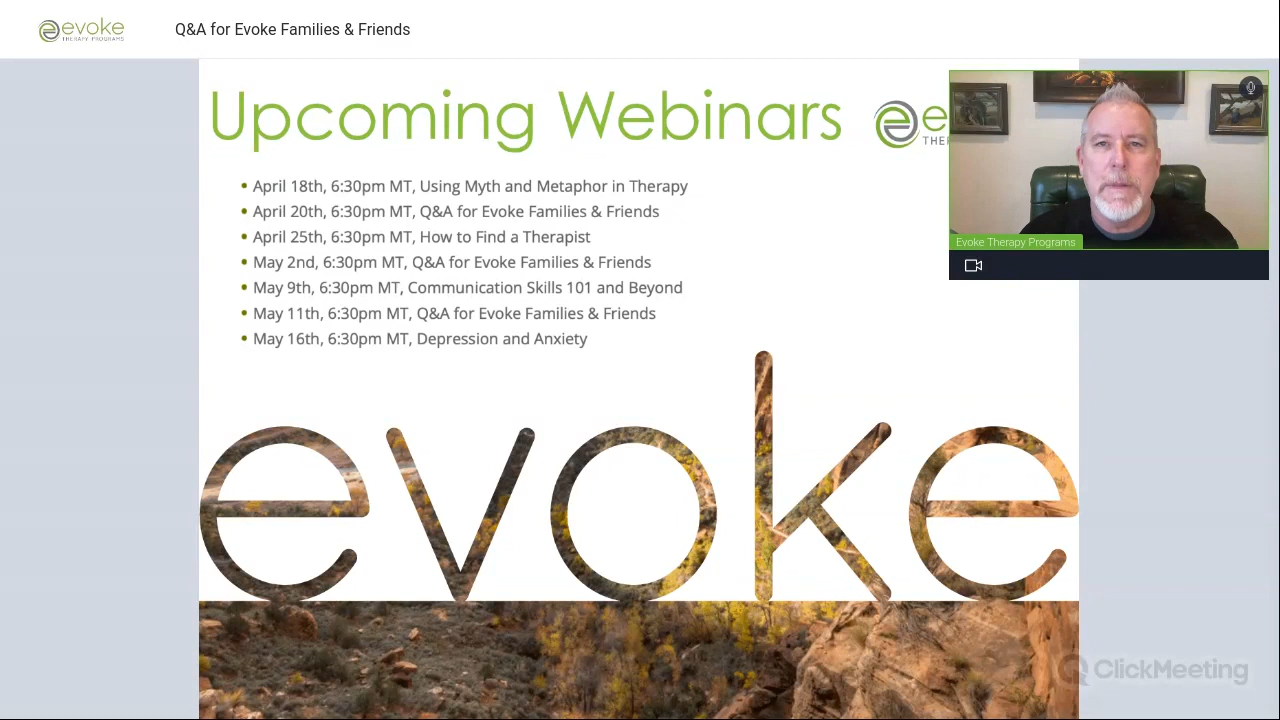 evoke
THERAPY PROGRAMS
Q&A for Evoke Families & Friends
Upcoming Webinars
e
THE
• April 18th, 6:30pm MT, Using Myth and Metaphor in Therapy
• April 20th, 6:30pm MT, Q&A for Evoke Families & Friends
• April 25th, 6:30pm MT, How to Find a Therapist
• May 2nd, 6:30pm MT, Q&A for Evoke Families & Friends
• May 9th, 6:30pm MT, Communication Skills 101 and Beyond
• May 11th, 6:30pm MT, Q&A for Evoke Families & Friends
• May 16th, 6:30pm MT, Depression and Anxiety
Evoke Therapy Programs
evoke
ClickMeeting